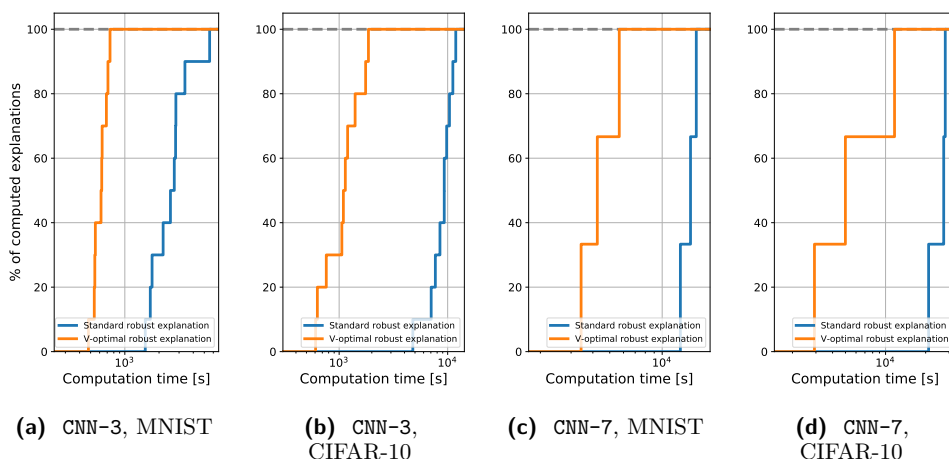 % of computed explanations
100
80
60
40
20
0
10³
Computation time [s]
Standard robust explanation
V-optimal robust explanation
(a) CNN-3, MNIST
100
80
60
40
20
0
10³
10⁴
Computation time [s]
Standard robust explanation
V-optimal robust explanation
(b) CNN-3,
CIFAR-10
100
80
60
40
20
0
10⁴
Computation time [s]
Standard robust explanation
V-optimal robust explanation
(c) CNN-7, MNIST
100
80
60
40
20
0
10⁴
Computation time [s]
Standard robust explanation
V-optimal robust explanation
(d) CNN-7,
CIFAR-10